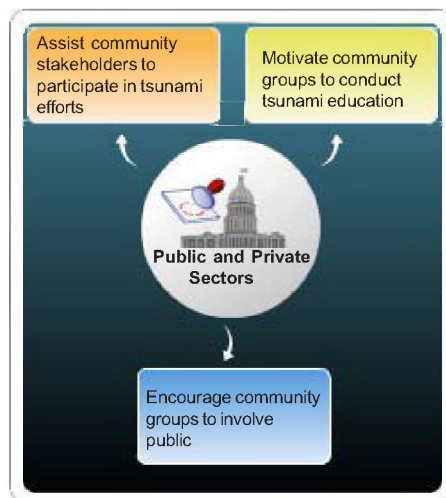 Assist community
stakeholders to
participate in tsunami
efforts
Motivate community
groups to conduct
tsunami education
Public and Private
Sectors
Encourage community
groups to involve
public